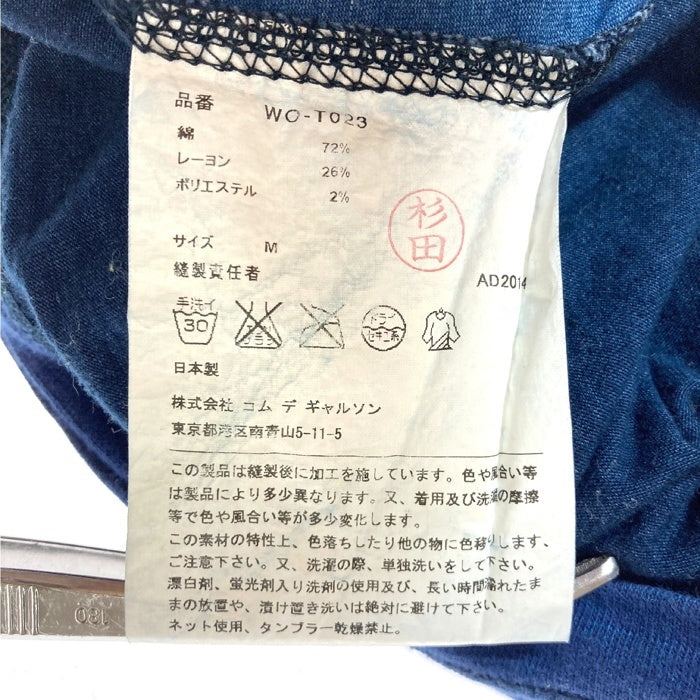 品番 WO-T023
綿 72%
レーヨン 26%
ポリエステル 2%
杉田
サイズ M
縫製責任者
AD2014
手洗イ
30
ドライ
セキユ系
日本製
株式会社 コム デ ギャルソン
東京都港区南青山5-11-5
この製品は縫製後に加工を施しています。色や風合い等
は製品により多少異なります。又、着用及び洗濯の摩擦
等で色や風合い等が多少変化します。
この素材の特性上、色落ちしたり他の物に色移りします、
ご注意下さい。又、洗濯の際、単独洗いをして下さい。
漂白剤、蛍光剤入り洗剤の使用及び、長い時間濡れたま
まの放置や、漬け置き洗いは絶対に避けて下さい。
ネット使用、タンブラー乾燥禁止。
130